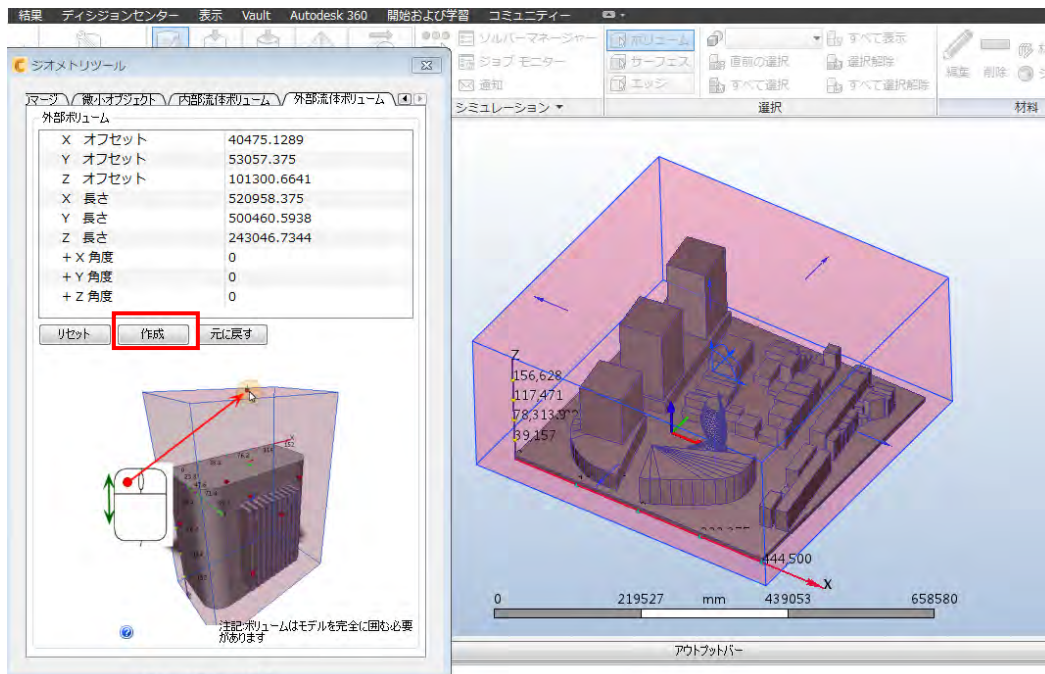 結果 ディシジョンセンター 表示 Vault Autodesk 360 開始および学習 コミュニティー
ソルバーマネージャー
ジョブ モニター
通知
シミュレーション
ボリューム
サーフェス
エッジ
直前の選択
すべて選択
すべて表示
選択解除
すべて選択解除
選択
編集 削除
材料
ジオメトリツール
微小オブジェクト 内部流体ボリューム 外部流体ボリューム
外部ボリューム
X オフセット 40475.1289
Y オフセット 53057.375
Z オフセット 101300.6641
X 長さ 520958.375
Y 長さ 500460.5938
Z 長さ 243046.7344
+X 角度 0
+Y 角度 0
+Z 角度 0
リセット 作成 元に戻す
注記:ボリュームはモデルを完全に囲む必要
があります
Z
156,628
117,471
39,157
444,500
X
0 219527 mm 439053 658580
アウトプットバー